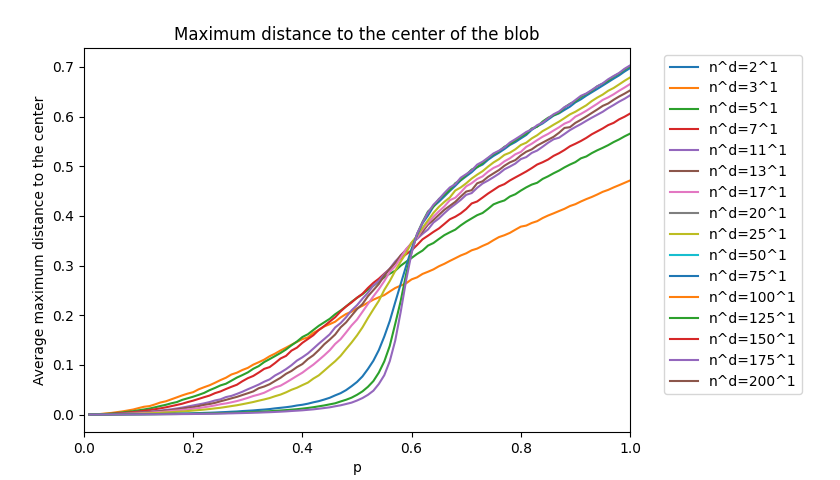 Maximum distance to the center of the blob
Average maximum distance to the center
0.7
0.6
0.5
0.4
0.3
0.2
0.1
0.0
0.0 0.2 0.4 0.6 0.8 1.0
p
n^d=2^1
n^d=3^1
n^d=5^1
n^d=7^1
n^d=11^1
n^d=13^1
n^d=17^1
n^d=20^1
n^d=25^1
n^d=50^1
n^d=75^1
n^d=100^1
n^d=125^1
n^d=150^1
n^d=175^1
n^d=200^1